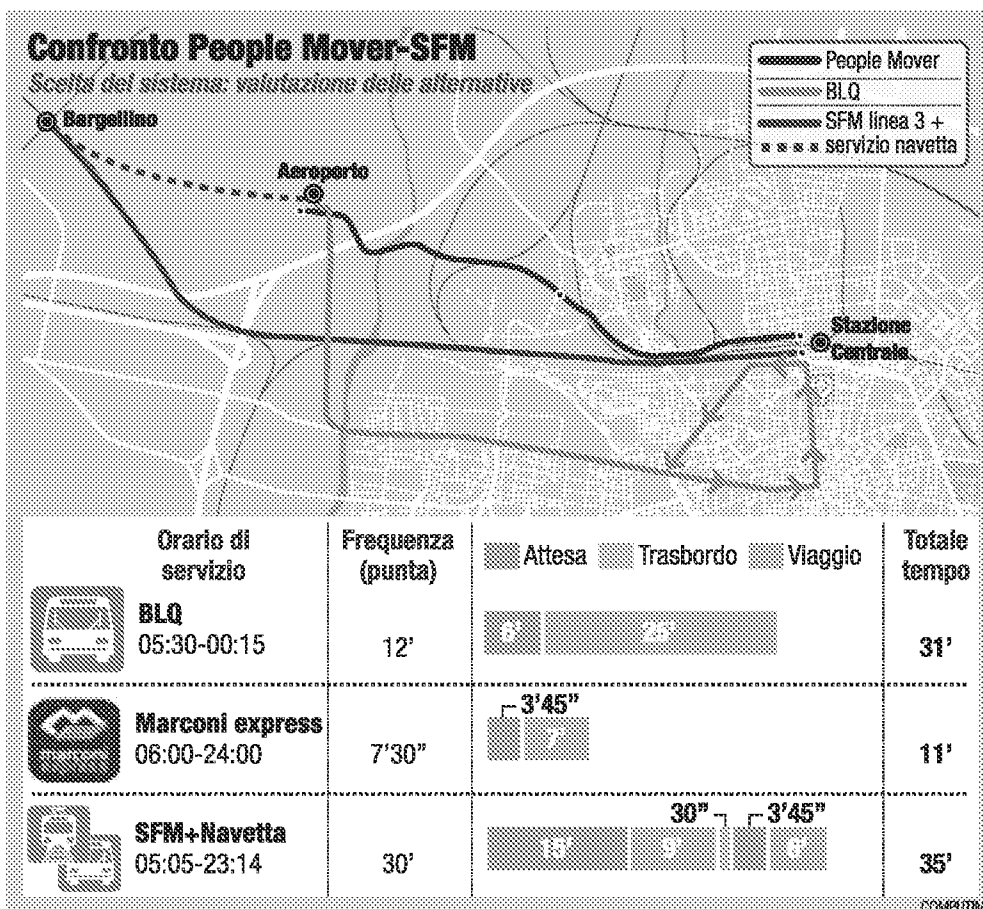 Confronto People Mover-SFM
Scelta del sistema: valutazione delle alternative
People Mover
BLQ
SFM linea 3 +
servizio navetta
Bargellino
Aeroporto
Stazione
Centrale
Orario di
servizio
Frequenza
(punta)
Attesa Trasbordo Viaggio
Totale
tempo
BLQ
05:30-00:15
12'
6'
25'
31'
Marconi express
06:00-24:00
7'30"
3'45"
7'
11'
SFM+Navetta
05:05-23:14
30'
15'
9'
30"
3'45"
6'
35'